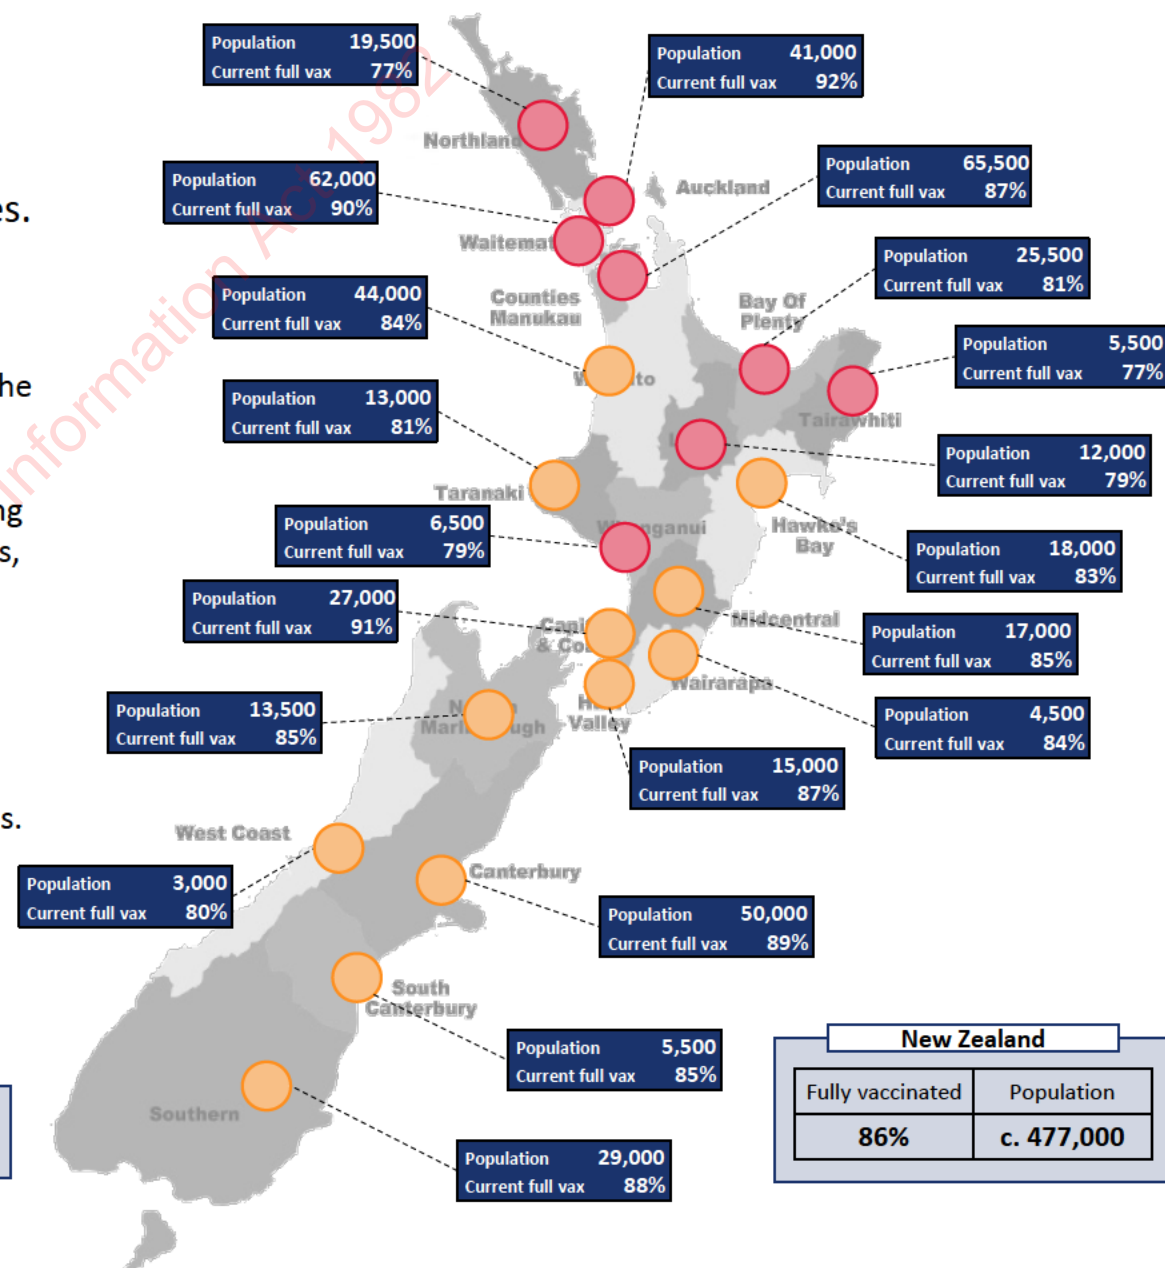 Population 19,500
Current full vax 77%
Population 41,000
Current full vax 92%
Northland
Population 62,000
Current full vax 90%
Population 65,500
Current full vax 87%
Auckland
es.
Information Act 1982
Population 25,500
Current full vax 81%
Population 44,000
Current full vax 84%
Counties
Manukau
Bay Of
Plenty
Population 5,500
Current full vax 77%
he
Population 13,000
Current full vax 81%
Tairawhiti
Population 12,000
Current full vax 79%
Taranaki
ng
s,
Population 6,500
Current full vax 79%
Hawke's
Bay
Population 18,000
Current full vax 83%
Population 27,000
Current full vax 91%
Midcentral
Population 17,000
Current full vax 85%
Wairarapa
Population 13,500
Current full vax 85%
Valley
Population 4,500
Current full vax 84%
Population 15,000
Current full vax 87%
s.
West Coast
Population 3,000
Current full vax 80%
Canterbury
Population 50,000
Current full vax 89%
South
Canterbury
Population 5,500
Current full vax 85%
New Zealand
Fully vaccinated Population
86% c. 477,000
Southern
Population 29,000
Current full vax 88%